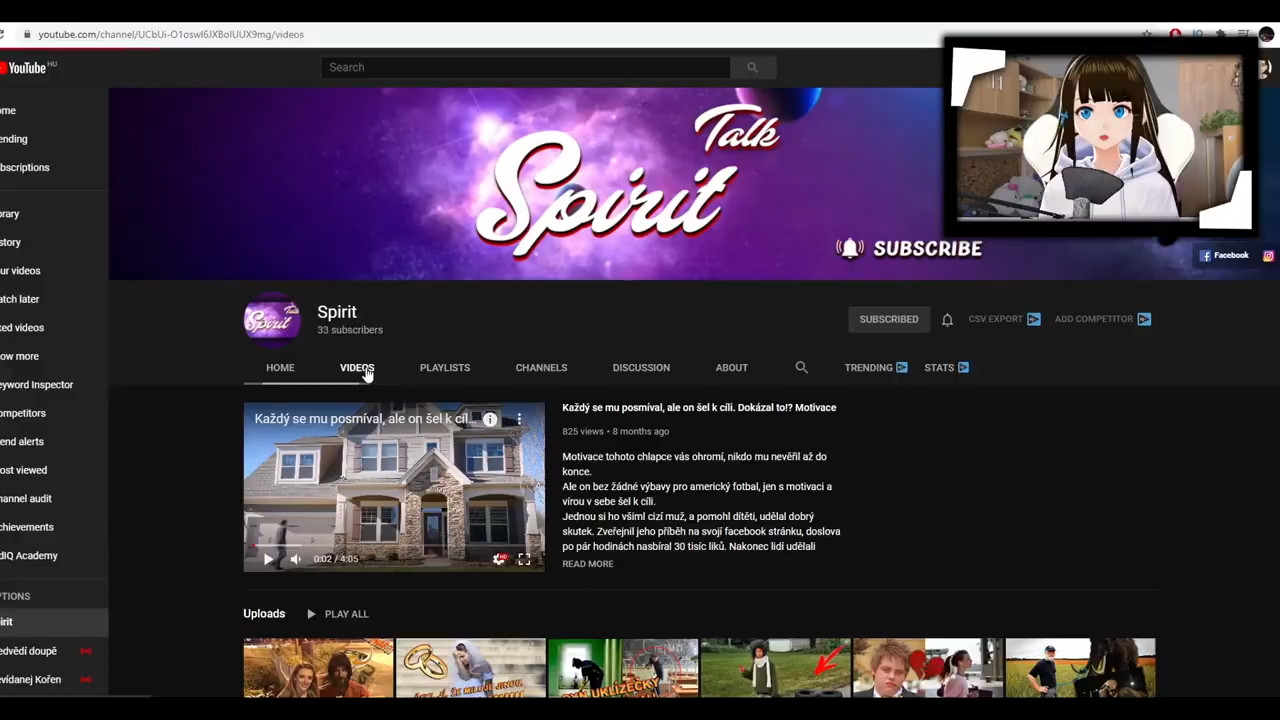 youtube.com/channel/UCbUi-O1oswl6JXBolUUX9mg/videos
YouTube HU
Search
ome
ending
bscriptions
brary
story
ur videos
atch later
ked videos
ow more
eyword Inspector
ompetitors
end alerts
ost viewed
hannel audit
chievements
dIQ Academy
PTIONS
irit
edvědí doupě
evídanej Kořen
Talk
Spirit
SUBSCRIBE
Facebook
Talk
Spirit
Spirit
33 subscribers
SUBSCRIBED
CSV EXPORT
ADD COMPETITOR
HOME
VIDEOS
PLAYLISTS
CHANNELS
DISCUSSION
ABOUT
TRENDING
STATS
Každý se mu posmíval, ale on šel k cíl...
0:02 / 4:05
HD
Každý se mu posmíval, ale on šel k cíli. Dokázal to!? Motivace
825 views • 8 months ago
Motivace tohoto chlapce vás ohromí, nikdo mu nevěřil až do
konce.
Ale on bez žádné výbavy pro americký fotbal, jen s motivaci a
vírou v sebe šel k cíli.
Jednou si ho všiml cizí muž, a pomohl dítěti, udělal dobrý
skutek. Zveřejnil jeho příběh na svojí facebook stránku, doslova
po pár hodinách nasbíral 30 tisíc liků. Nakonec lidí udělali
READ MORE
Uploads
PLAY ALL
UKLÍZEČKY